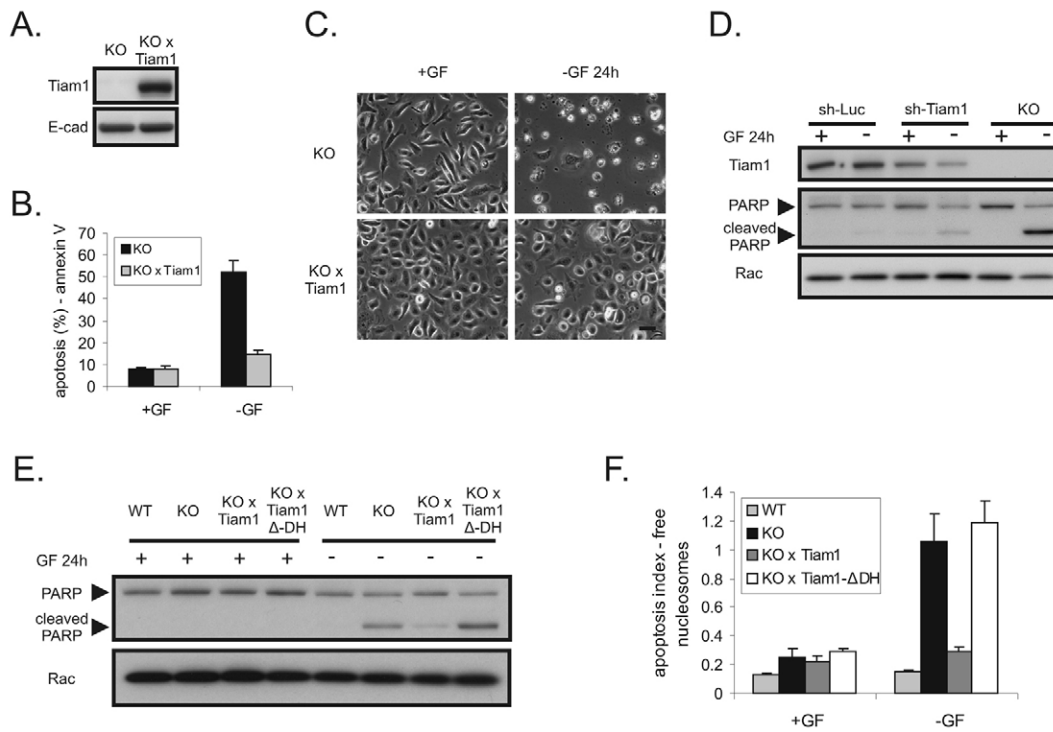 A.
KO
KO x
Tiam1
Tiam1
E-cad
B.
apotosis (%) - annexin V
70
60
50
40
30
20
10
0
KO
KO x Tiam1
+GF
-GF
C.
+GF
-GF 24h
KO
KO x
Tiam1
D.
sh-Luc
sh-Tiam1
KO
GF 24h
+ - + - + -
Tiam1
PARP
cleaved
PARP
Rac
E.
WT
KO
KO x
Tiam1
KO x
Tiam1
Δ-DH
WT
KO
KO x
Tiam1
KO x
Tiam1
Δ-DH
GF 24h
+ + + + - - - -
PARP
cleaved
PARP
Rac
F.
apoptosis index - free
nucleosomes
1.4
1.2
1
0.8
0.6
0.4
0.2
0
WT
KO
KO x Tiam1
KO x Tiam1-ΔDH
+GF
-GF